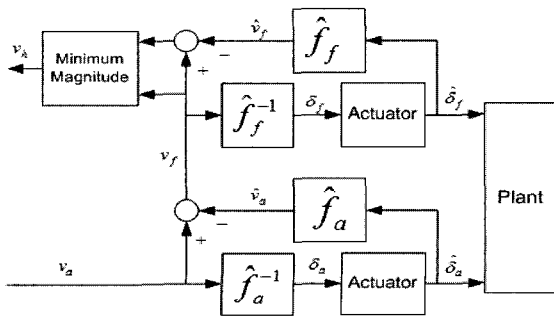 v_h
Minimum
Magnitude
v̂_f
f̂_f
−
+
f̂_f^{-1}
δ_f
Actuator
δ̂_f
v_f
Plant
v̂_a
f̂_a
−
+
v_a
f̂_a^{-1}
δ_a
Actuator
δ̂_a